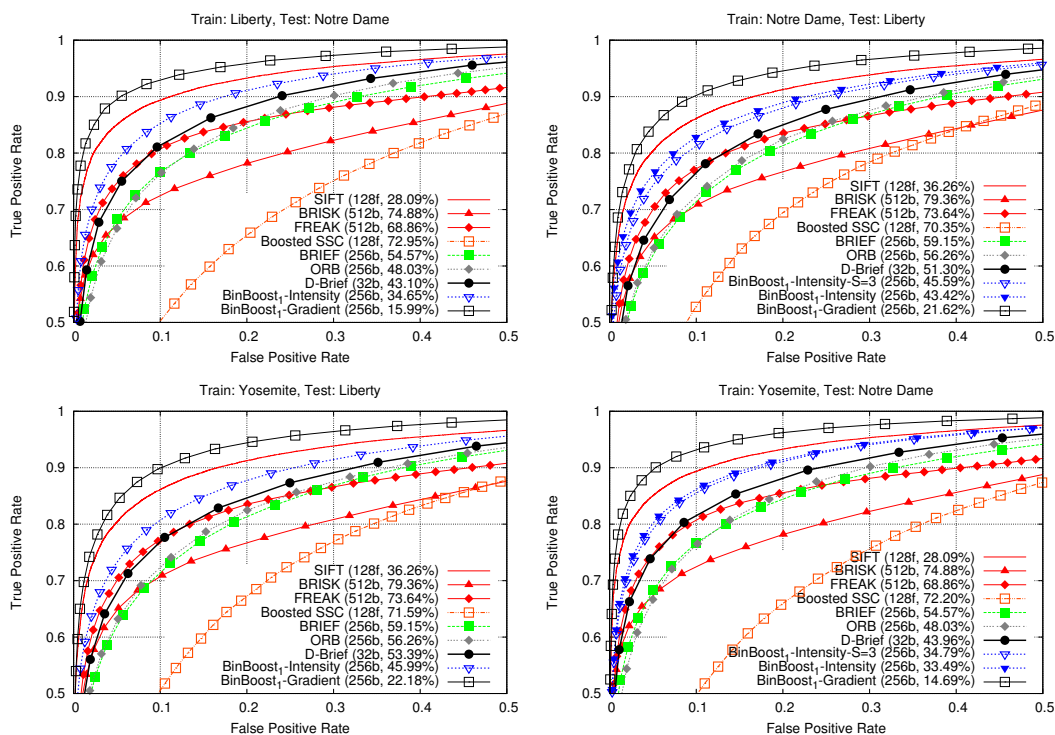 Train: Liberty, Test: Notre Dame
True Positive Rate
1
0.9
0.8
0.7
0.6
0.5
SIFT (128f, 28.09%)
BRISK (512b, 74.88%)
FREAK (512b, 68.86%)
Boosted SSC (128f, 72.95%)
BRIEF (256b, 54.57%)
ORB (256b, 48.03%)
D-Brief (32b, 43.10%)
BinBoost1-Intensity (256b, 34.65%)
BinBoost1-Gradient (256b, 15.99%)
0 0.1 0.2 0.3 0.4 0.5
False Positive Rate
Train: Notre Dame, Test: Liberty
True Positive Rate
1
0.9
0.8
0.7
0.6
0.5
SIFT (128f, 36.26%)
BRISK (512b, 79.36%)
FREAK (512b, 73.64%)
Boosted SSC (128f, 70.35%)
BRIEF (256b, 59.15%)
ORB (256b, 56.26%)
D-Brief (32b, 51.30%)
BinBoost1-Intensity-S=3 (256b, 45.59%)
BinBoost1-Intensity (256b, 43.42%)
BinBoost1-Gradient (256b, 21.62%)
0 0.1 0.2 0.3 0.4 0.5
False Positive Rate
Train: Yosemite, Test: Liberty
True Positive Rate
1
0.9
0.8
0.7
0.6
0.5
SIFT (128f, 36.26%)
BRISK (512b, 79.36%)
FREAK (512b, 73.64%)
Boosted SSC (128f, 71.59%)
BRIEF (256b, 59.15%)
ORB (256b, 56.26%)
D-Brief (32b, 53.39%)
BinBoost1-Intensity (256b, 45.99%)
BinBoost1-Gradient (256b, 22.18%)
0 0.1 0.2 0.3 0.4 0.5
False Positive Rate
Train: Yosemite, Test: Notre Dame
True Positive Rate
1
0.9
0.8
0.7
0.6
0.5
SIFT (128f, 28.09%)
BRISK (512b, 74.88%)
FREAK (512b, 68.86%)
Boosted SSC (128f, 72.20%)
BRIEF (256b, 54.57%)
ORB (256b, 48.03%)
D-Brief (32b, 43.96%)
BinBoost1-Intensity-S=3 (256b, 34.79%)
BinBoost1-Intensity (256b, 33.49%)
BinBoost1-Gradient (256b, 14.69%)
0 0.1 0.2 0.3 0.4 0.5
False Positive Rate